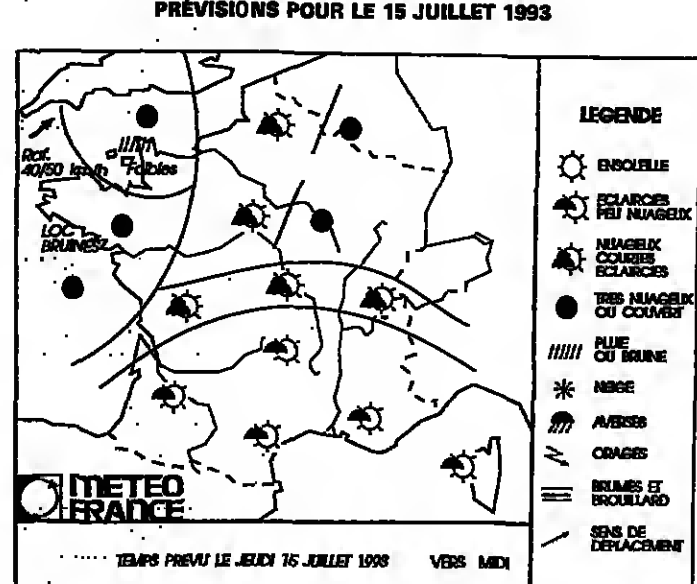 PRÉVISIONS POUR LE 15 JUILLET 1993
Raf.
40/50 km/h
Faibles
LOC
BRUINES
METEO
FRANCE
TEMPS PREVU LE JEUDI 15 JUILLET 1993 VERS MIDI
LEGENDE
ENSOLEILLE
ECLAIRCIES
PEU NUAGEUX
NUAGEUX
COURTES
ECLAIRCIES
TRES NUAGEUX
OU COUVERT
PLUIE
OU BRUINE
NEIGE
AVERSES
ORAGES
BRUMES ET
BROUILLARD
SENS DE
DEPLACEMENT